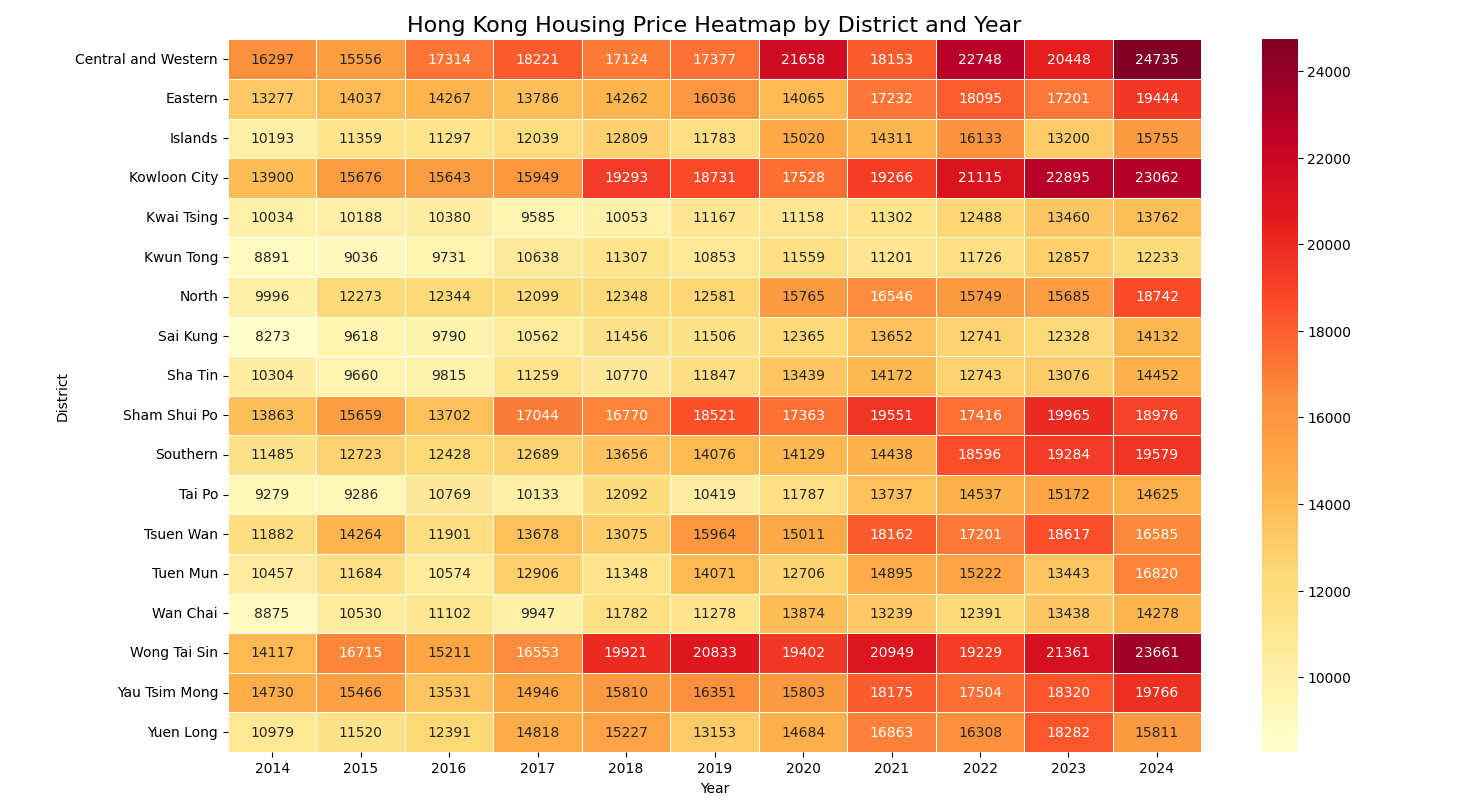 Hong Kong Housing Price Heatmap by District and Year
Central and Western 16297 15556 17314 18221 17124 17377 21658 18153 22748 20448 24735
Eastern 13277 14037 14267 13786 14262 16036 14065 17232 18095 17201 19444
Islands 10193 11359 11297 12039 12809 11783 15020 14311 16133 13200 15755
Kowloon City 13900 15676 15643 15949 19293 18731 17528 19266 21115 22895 23062
Kwai Tsing 10034 10188 10380 9585 10053 11167 11158 11302 12488 13460 13762
Kwun Tong 8891 9036 9731 10638 11307 10853 11559 11201 11726 12857 12233
North 9996 12273 12344 12099 12348 12581 15765 16546 15749 15685 18742
Sai Kung 8273 9618 9790 10562 11456 11506 12365 13652 12741 12328 14132
Sha Tin 10304 9660 9815 11259 10770 11847 13439 14172 12743 13076 14452
Sham Shui Po 13863 15659 13702 17044 16770 18521 17363 19551 17416 19965 18976
Southern 11485 12723 12428 12689 13656 14076 14129 14438 18596 19284 19579
Tai Po 9279 9286 10769 10133 12092 10419 11787 13737 14537 15172 14625
Tsuen Wan 11882 14264 11901 13678 13075 15964 15011 18162 17201 18617 16585
Tuen Mun 10457 11684 10574 12906 11348 14071 12706 14895 15222 13443 16820
Wan Chai 8875 10530 11102 9947 11782 11278 13874 13239 12391 13438 14278
Wong Tai Sin 14117 16715 15211 16553 19921 20833 19402 20949 19229 21361 23661
Yau Tsim Mong 14730 15466 13531 14946 15810 16351 15803 18175 17504 18320 19766
Yuen Long 10979 11520 12391 14818 15227 13153 14684 16863 16308 18282 15811
2014 2015 2016 2017 2018 2019 2020 2021 2022 2023 2024
Year
District
24000
22000
20000
18000
16000
14000
12000
10000